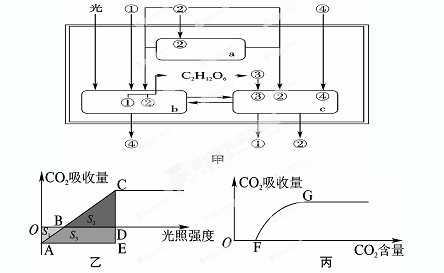 光 ① ② ④
② a
C₂H₁₂O₆ ③
① ② b ③ ② ④ c
④ ① ②
甲
CO₂吸收量 CO₂吸收量
C G
O B S₂
S₁ S₃ D 光照强度
A E O F CO₂含量
乙 丙